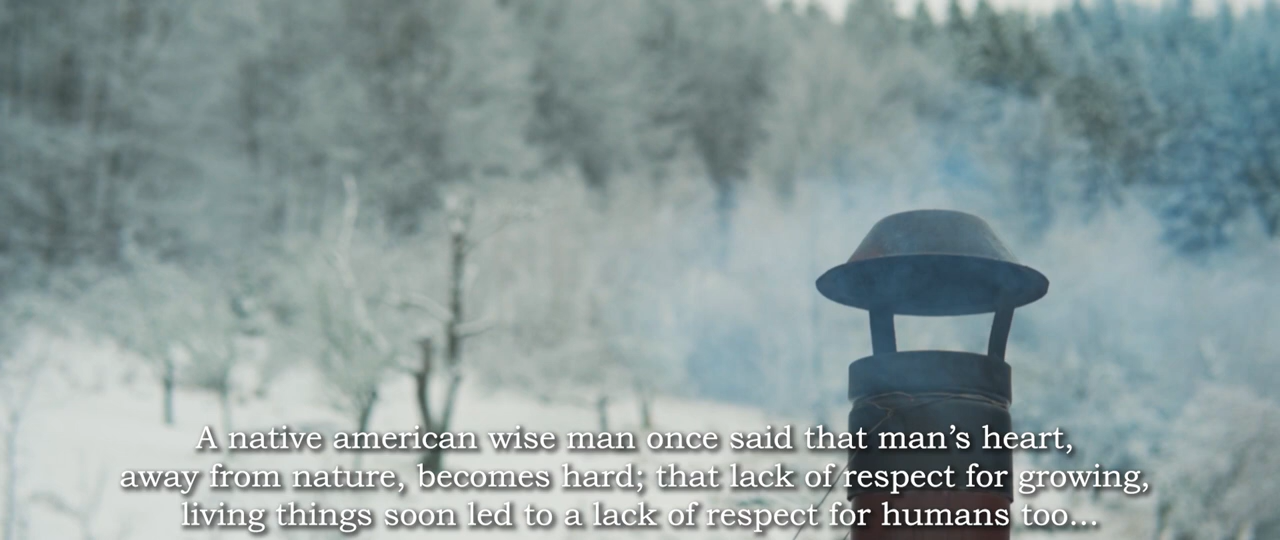 A native american wise man once said that man’s heart,
away from nature, becomes hard; that lack of respect for growing,
living things soon led to a lack of respect for humans too...